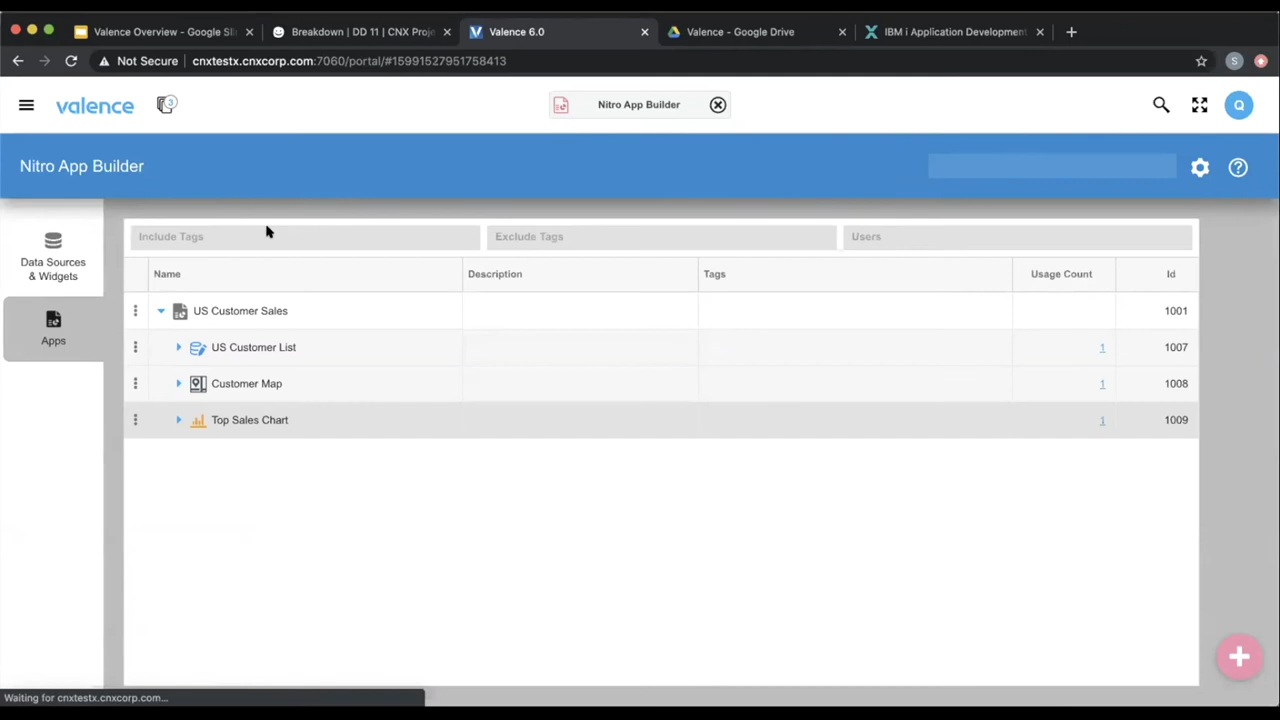 Valence Overview - Google Sli
Breakdown | DD 11 | CNX Proj
Valence 6.0
Valence - Google Drive
IBM i Application Development
Not Secure
cnxtestx.cnxcorp.com:7060/portal/#15991527951758413
S
valence
3
Nitro App Builder
Q
Nitro App Builder
Data Sources
& Widgets
Apps
Include Tags
Exclude Tags
Users
Name
Description
Tags
Usage Count
Id
US Customer Sales
1001
US Customer List
1
1007
Customer Map
1
1008
Top Sales Chart
1
1009
Waiting for cnxtestx.cnxcorp.com...